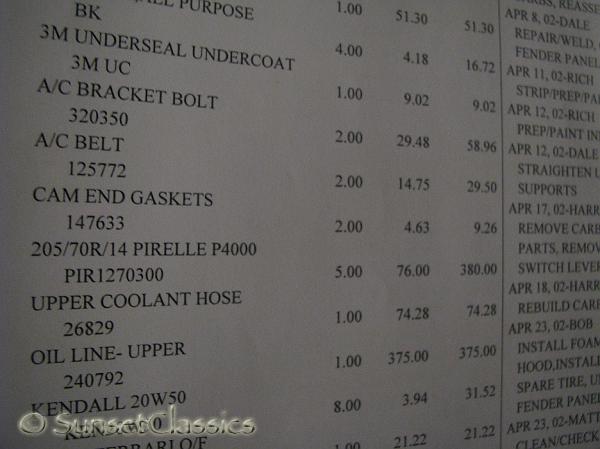 ALL PURPOSE 1.00 51.30 51.30
BK
3M UNDERSEAL UNDERCOAT 4.00 4.18 16.72
3M UC
A/C BRACKET BOLT 1.00 9.02 9.02
320350
A/C BELT 2.00 29.48 58.96
125772
CAM END GASKETS 2.00 14.75 29.50
147633
2.00 4.63 9.26
205/70R/14 PIRELLE P4000
PIR1270300 5.00 76.00 380.00
UPPER COOLANT HOSE
26829 1.00 74.28 74.28
OIL LINE- UPPER
240792 1.00 375.00 375.00
KENDALL 20W50
8.00 3.94 31.52
O/F 1.00 21.22 21.22
REASSE
APR 8, 02-DALE
REPAIR/WELD,
FENDER PANEL
APR 11, 02-RICH
STRIP/PREP/PA
APR 12, 02-RICH
PREP/PAINT IN
APR 12, 02-DALE
STRAIGHTEN U
SUPPORTS
APR 17, 02-HARR
REMOVE CARB
PARTS, REMOV
SWITCH LEVER
APR 18, 02-HARR
REBUILD CARB
APR 23, 02-BOB
INSTALL FOAM
HOOD,INSTALL
SPARE TIRE, U
FENDER PANEL
APR 23, 02-MATT
CLEAN/CHECK
© SunsetClassics